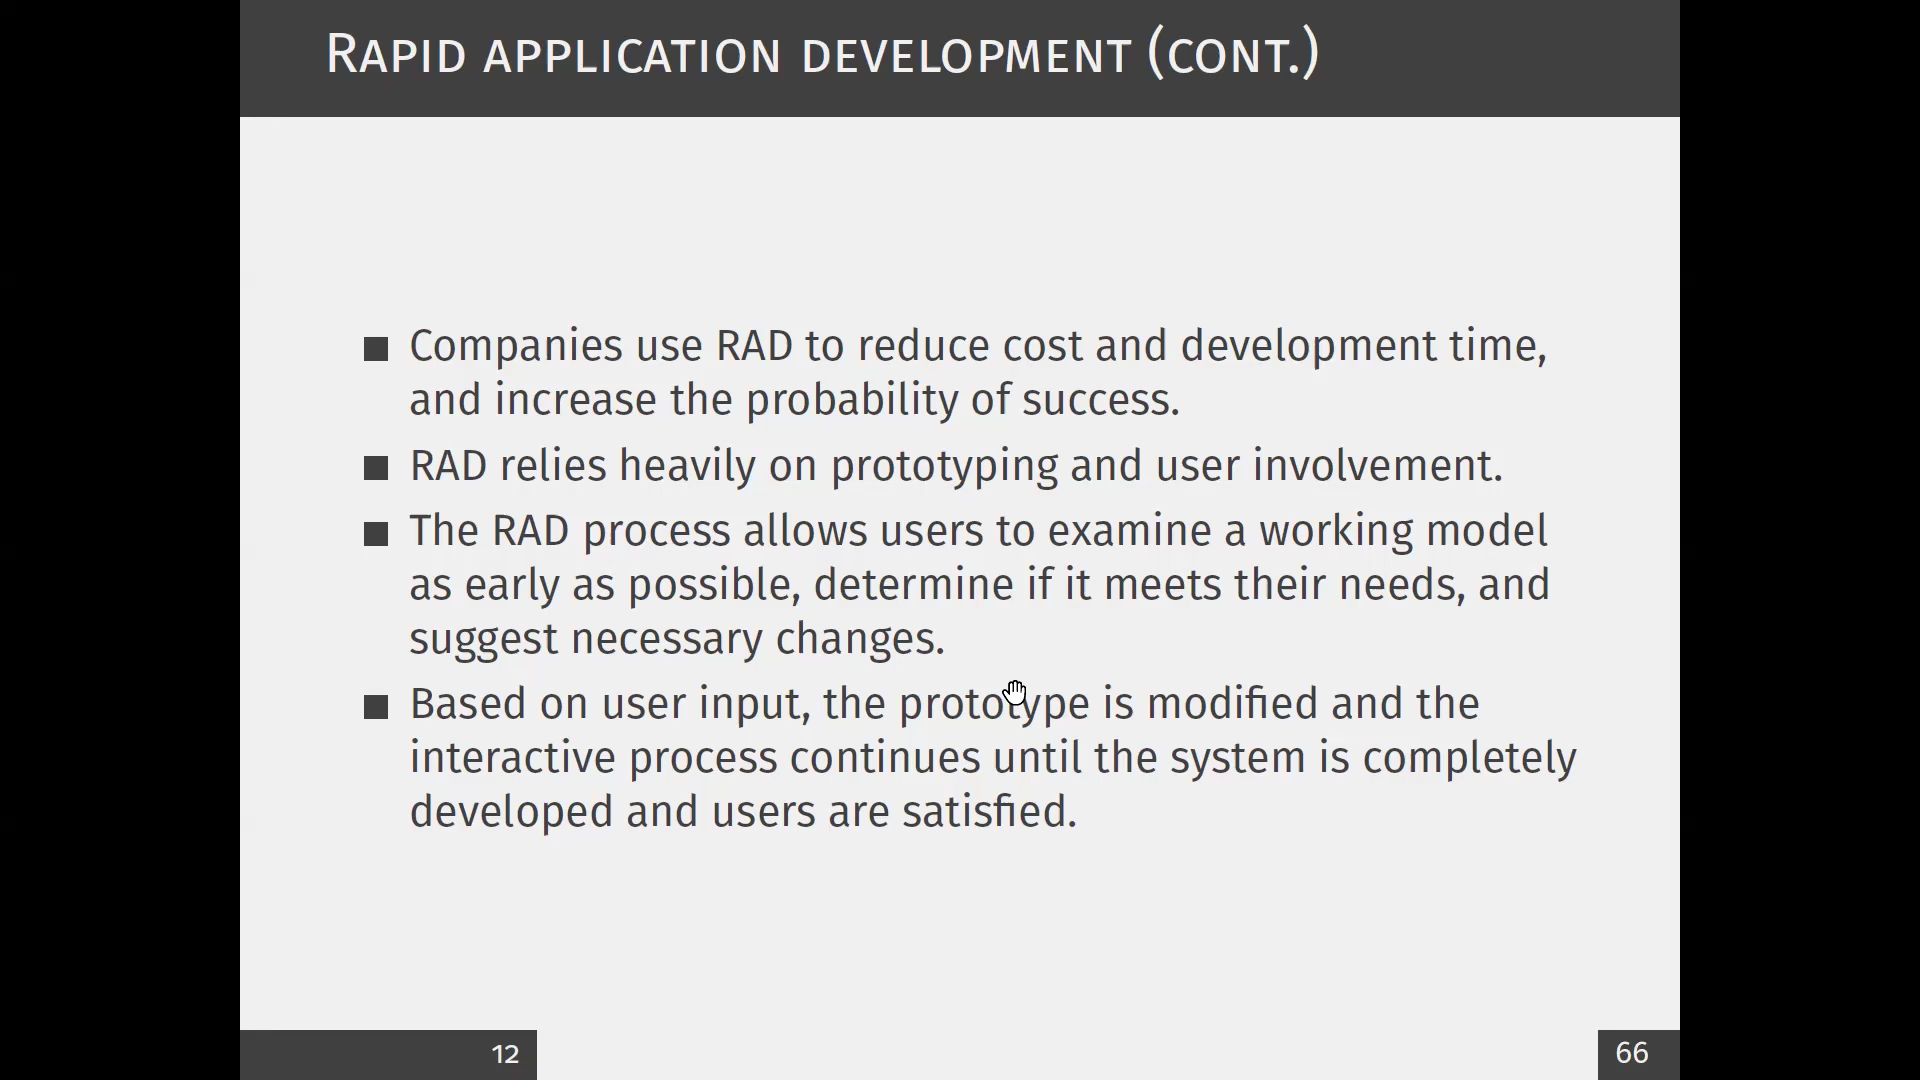 Rapid application development (cont.)
Companies use RAD to reduce cost and development time,
and increase the probability of success.
RAD relies heavily on prototyping and user involvement.
The RAD process allows users to examine a working model
as early as possible, determine if it meets their needs, and
suggest necessary changes.
Based on user input, the prototype is modified and the
interactive process continues until the system is completely
developed and users are satisfied.
12
66